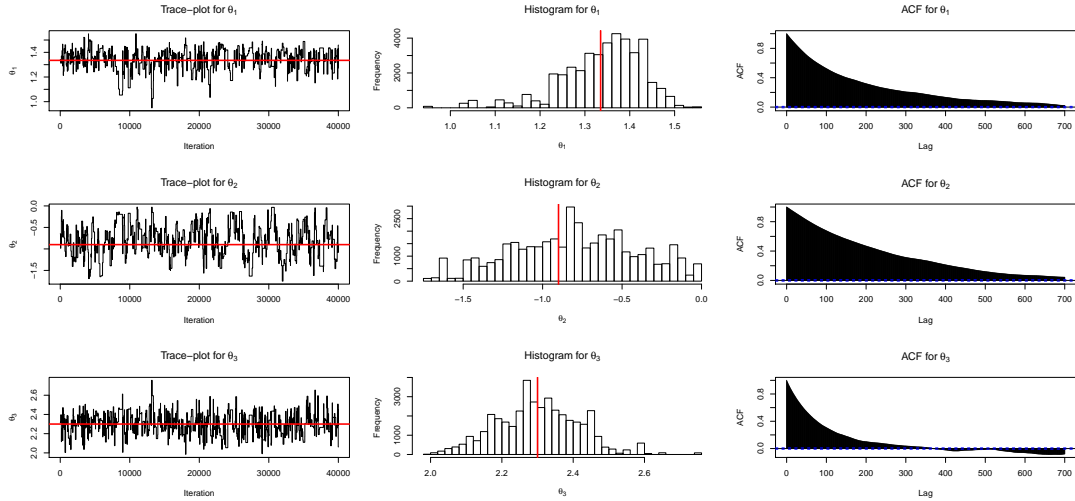 Trace−plot for θ1
Histogram for θ1
ACF for θ1
θ1
1.0 1.2 1.4
0 10000 20000 30000 40000
Iteration
Frequency
0 2000 4000
1.0 1.1 1.2 1.3 1.4 1.5
θ1
ACF
0.0 0.4 0.8
0 100 200 300 400 500 600 700
Lag
Trace−plot for θ2
Histogram for θ2
ACF for θ2
θ2
−1.5 −0.5 0.0
0 10000 20000 30000 40000
Iteration
Frequency
0 1000 2500
−1.5 −1.0 −0.5 0.0
θ2
ACF
0.0 0.4 0.8
0 100 200 300 400 500 600 700
Lag
Trace−plot for θ3
Histogram for θ3
ACF for θ3
θ3
2.0 2.2 2.4 2.6
0 10000 20000 30000 40000
Iteration
Frequency
0 1000 3000
2.0 2.2 2.4 2.6
θ3
ACF
0.0 0.4 0.8
0 100 200 300 400 500 600 700
Lag